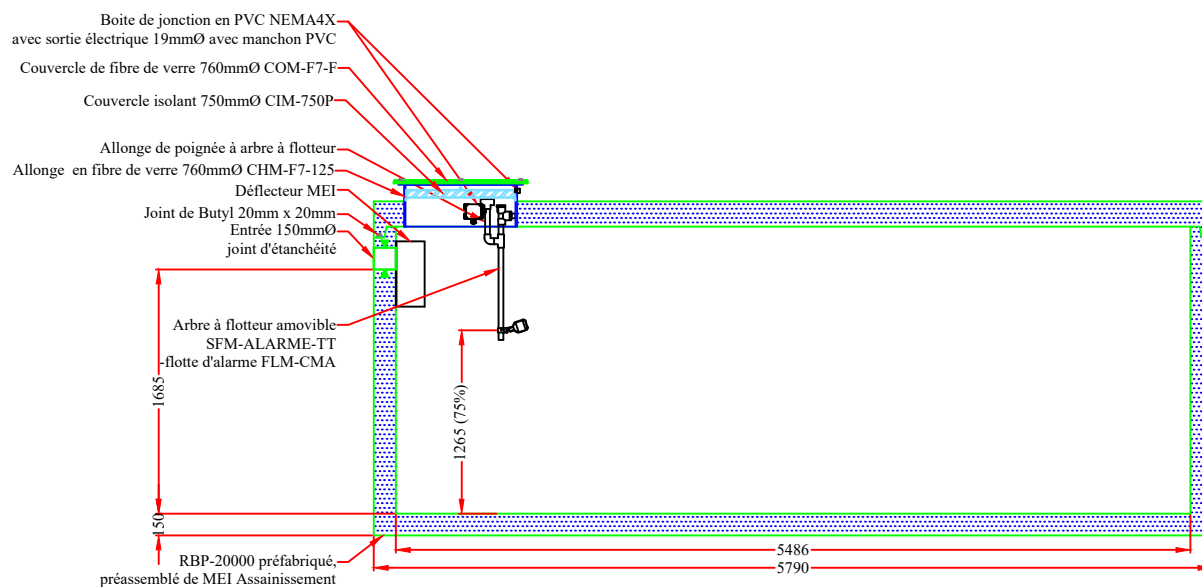 Boite de jonction en PVC NEMA4X
avec sortie électrique 19mmØ avec manchon PVC
Couvercle de fibre de verre 760mmØ COM-F7-F
Couvercle isolant 750mmØ CIM-750P
Allonge de poignée à arbre à flotteur
Allonge en fibre de verre 760mmØ CHM-F7-125
Déflecteur MEI
Joint de Butyl 20mm x 20mm
Entrée 150mmØ
joint d'étanchéité
Arbre à flotteur amovible
SFM-ALARME-TT
-flotte d'alarme FLM-CMA
1685
1265 (75%)
150
RBP-20000 préfabriqué,
préassemblé de MEI Assainissement
5486
5790